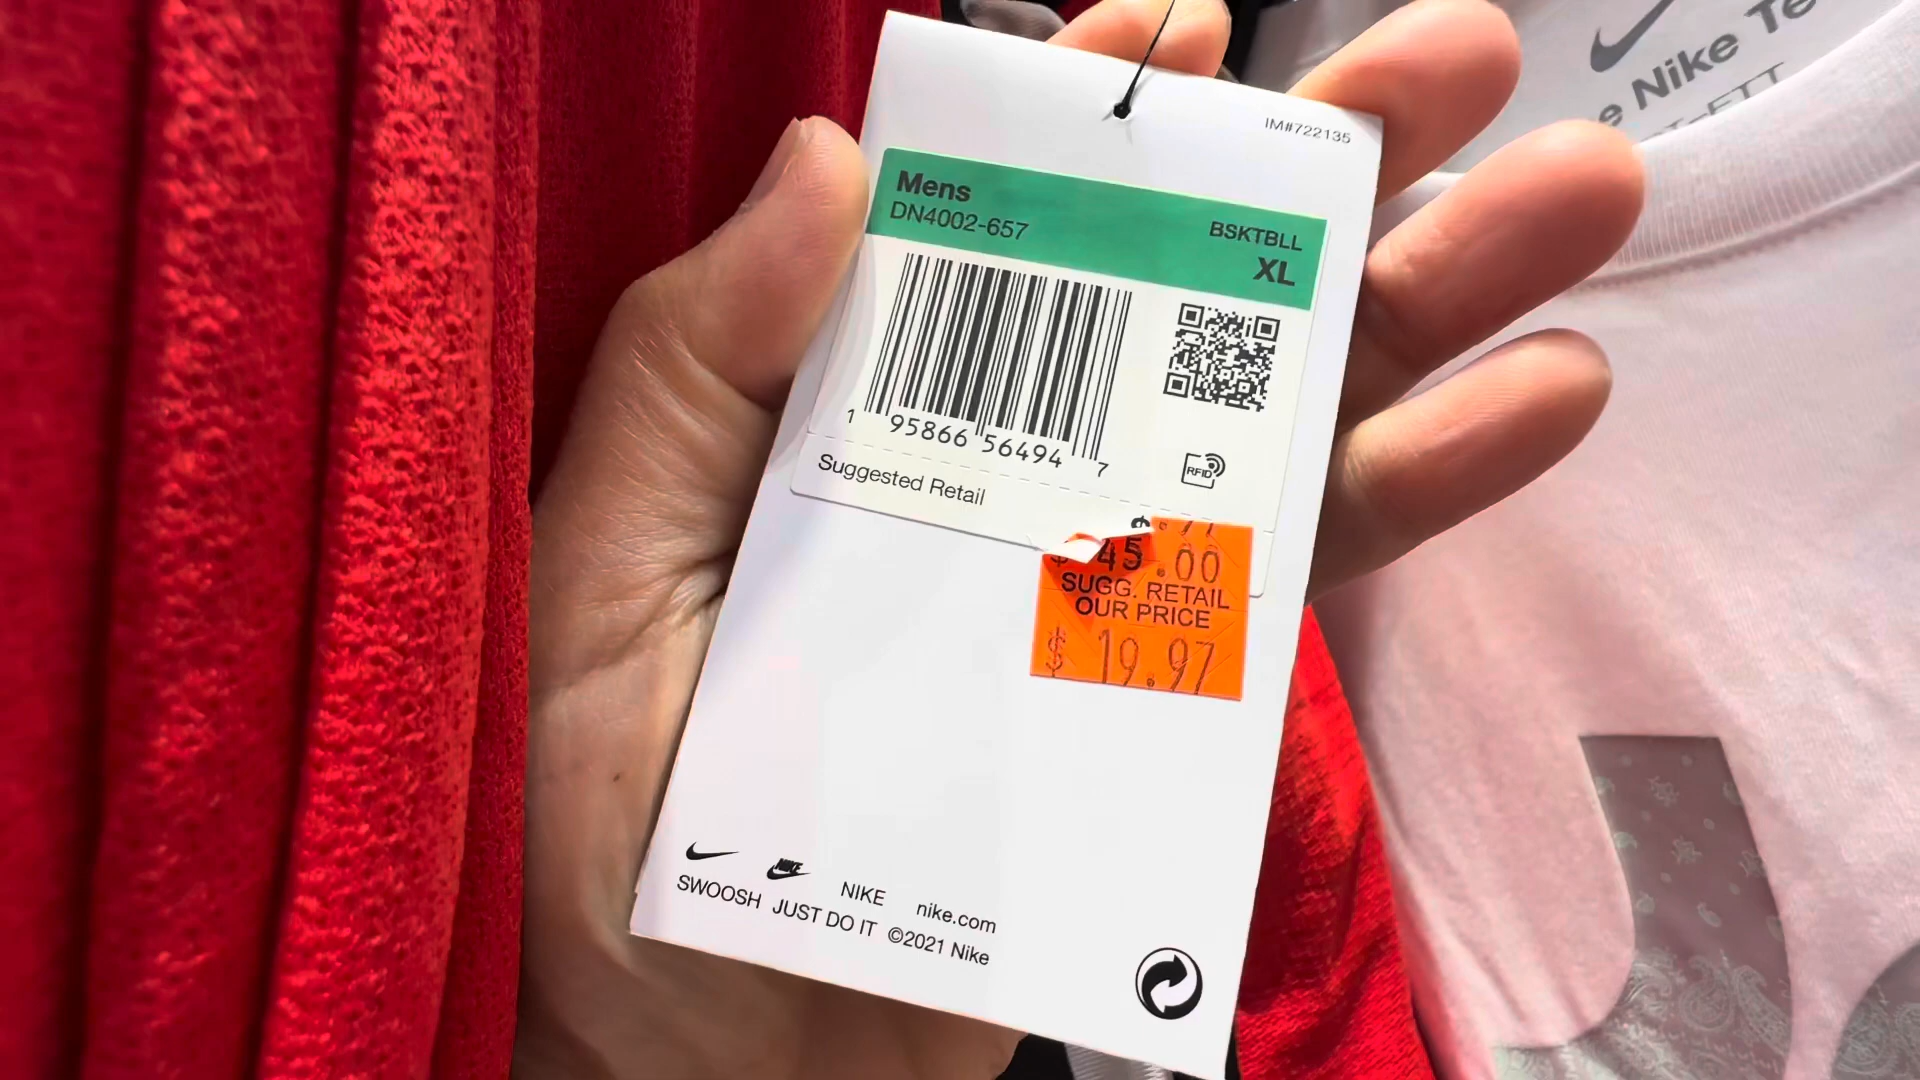 IM#722135
Mens
DN4002-657
BSKTBLL
XL
1 95866 56494 7
RFID
Suggested Retail
$
$ 45.00
SUGG. RETAIL
OUR PRICE
$ 19.97
NIKE
NIKE nike.com
SWOOSH JUST DO IT ©2021 Nike
Nike